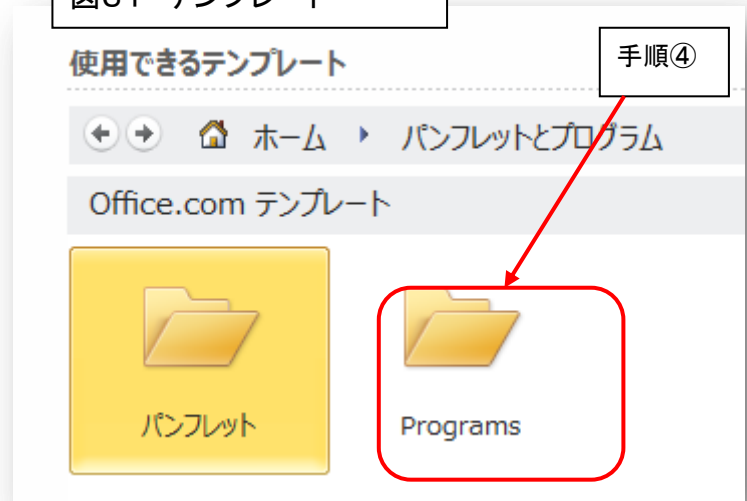 使用できるテンプレート
手順④
ホーム パンフレットとプログラム
Office.com テンプレート
パンフレット
Programs